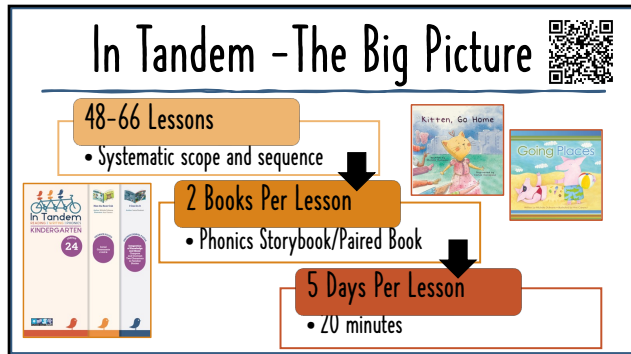 In Tandem -The Big Picture
48-66 Lessons
• Systematic scope and sequence
2 Books Per Lesson
• Phonics Storybook/Paired Book
5 Days Per Lesson
• 20 minutes
Kitten, Go Home
Going Places
In Tandem
KINDERGARTEN
24